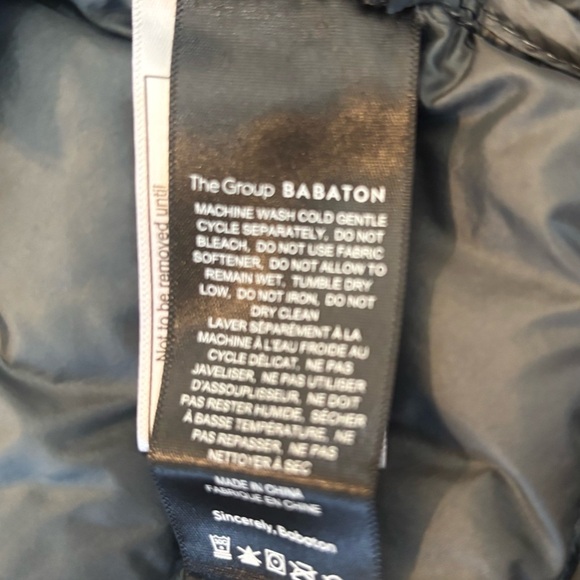 The Group BABATON
MACHINE WASH COLD GENTLE
CYCLE SEPARATELY, DO NOT
BLEACH, DO NOT USE FABRIC
SOFTENER, DO NOT ALLOW TO
REMAIN WET, TUMBLE DRY
LOW, DO NOT IRON, DO NOT
DRY CLEAN
LAVER SÉPARÉMENT À LA
MACHINE À L'EAU FROIDE AU
CYCLE DÉLICAT, NE PAS
JAVELISER, NE PAS UTILISER
D'ASSOUPLISSEUR, NE DOIT
PAS RESTER HUMIDE, SÉCHER
À BASSE TEMPÉRATURE, NE
PAS REPASSER, NE PAS
NETTOYER À SEC
MADE IN CHINA
FABRIQUÉ EN CHINE
Sincerely, Babaton
Not to be removed until